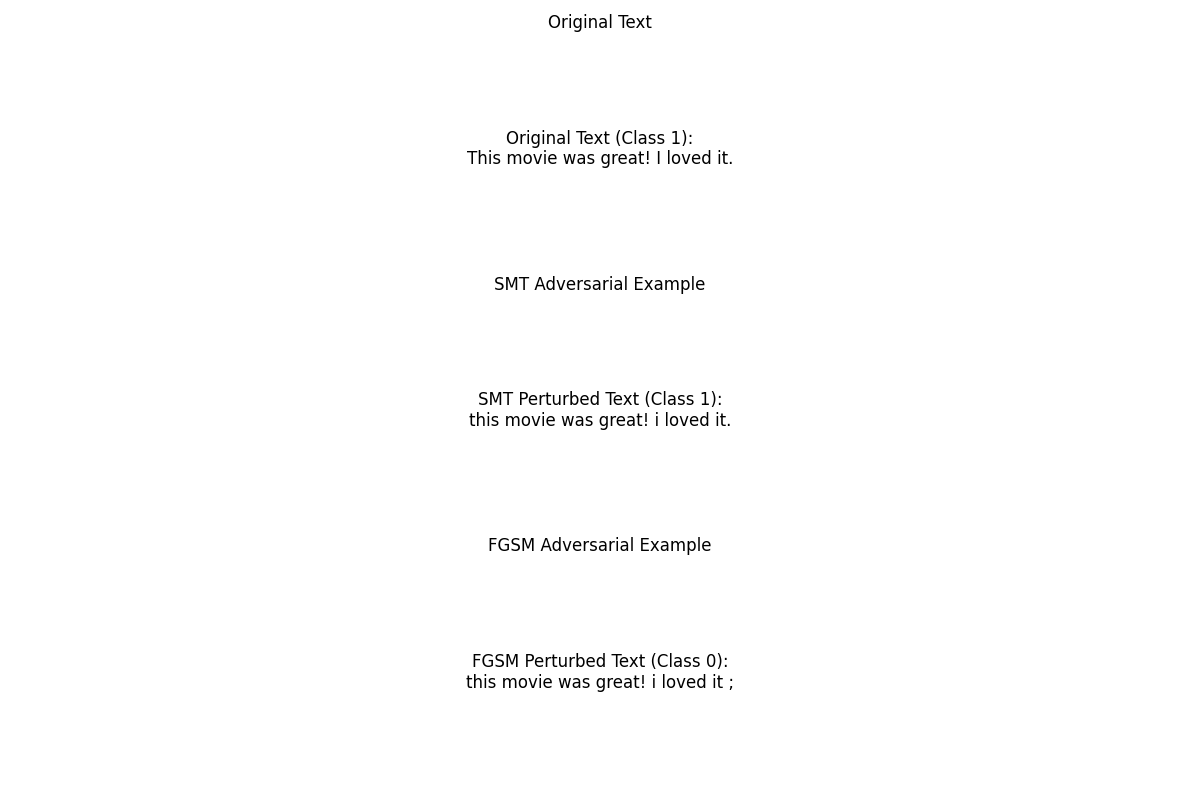 Original Text
Original Text (Class 1):
This movie was great! I loved it.
SMT Adversarial Example
SMT Perturbed Text (Class 1):
this movie was great! i loved it.
FGSM Adversarial Example
FGSM Perturbed Text (Class 0):
this movie was great! i loved it ;